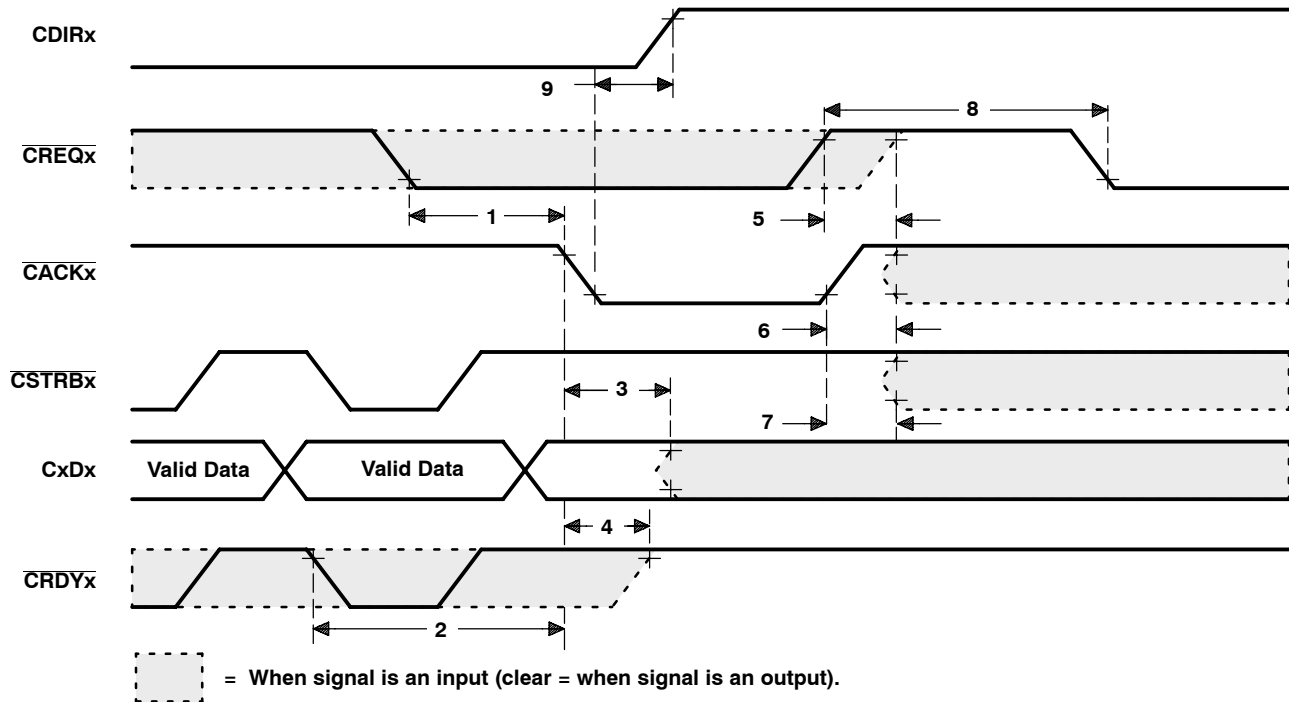 CDIRx
9
8
CREQx
1
5
CACKx
6
CSTRBx
3
7
CxDx
Valid Data
Valid Data
4
CRDYx
2
= When signal is an input (clear = when signal is an output).